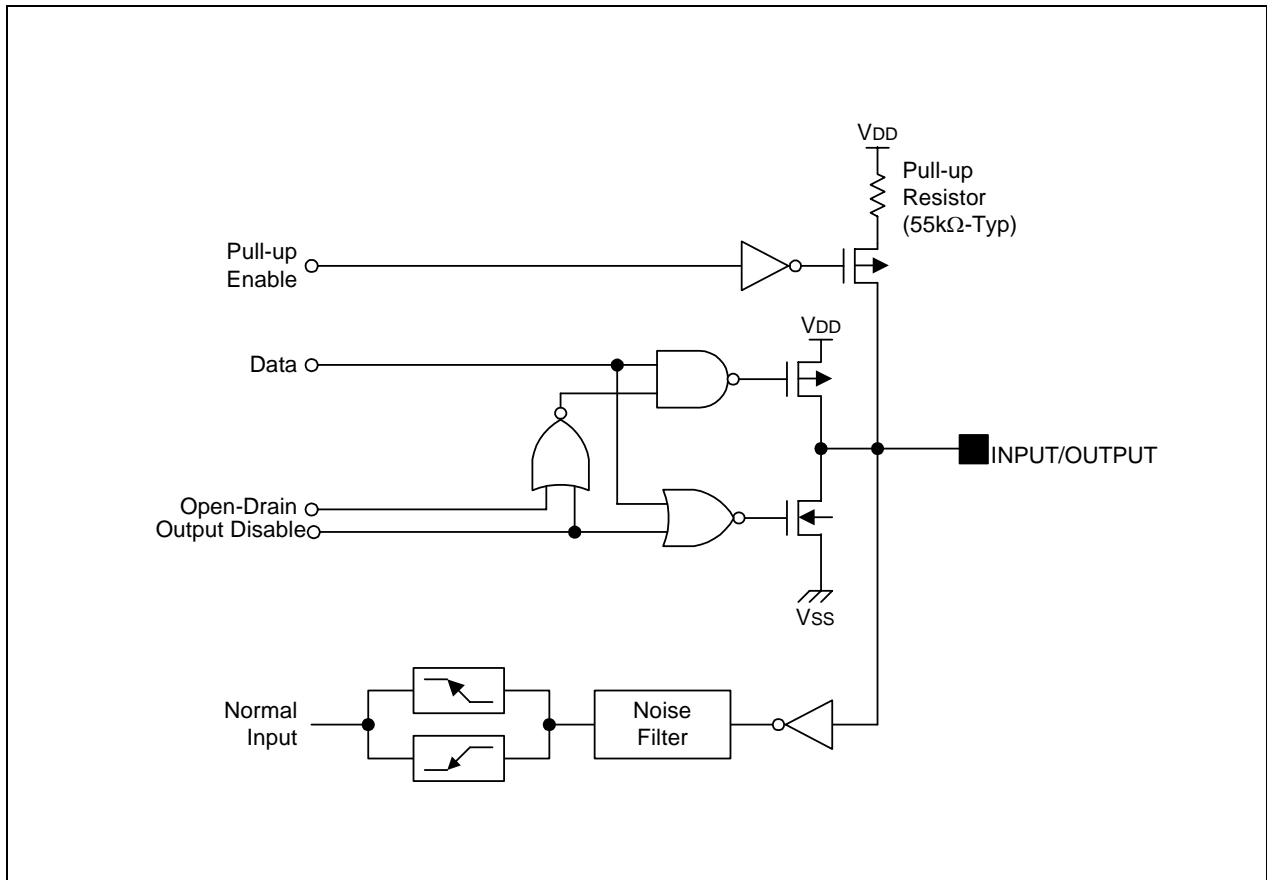 VDD
Pull-up
Resistor
(55kΩ-Typ)
Pull-up
Enable
VDD
Data
INPUT/OUTPUT
Open-Drain
Output Disable
VSS
Normal
Input
Noise
Filter